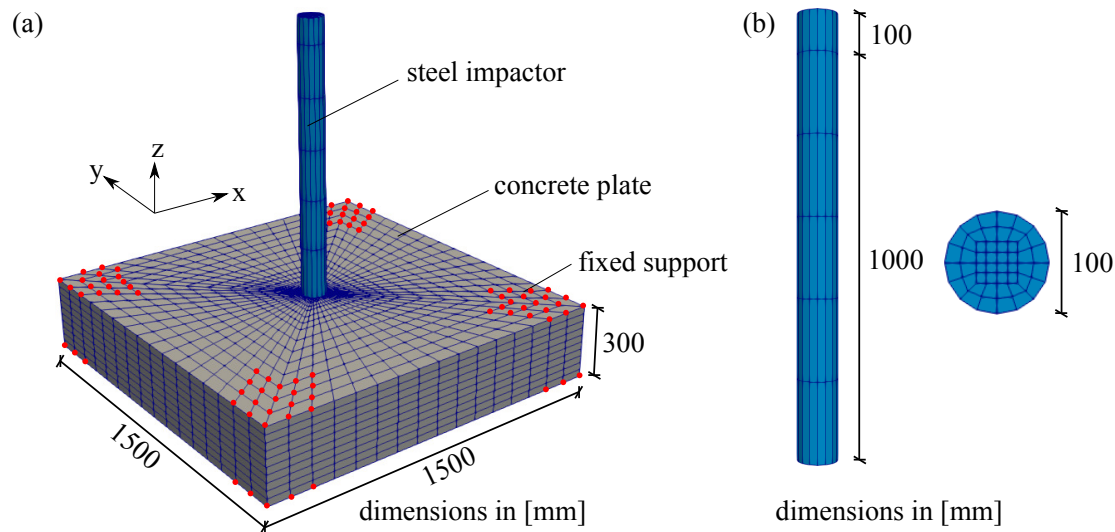 (a)
steel impactor
z
y
x
concrete plate
fixed support
300
1500
1500
dimensions in [mm]
(b)
100
1000
100
dimensions in [mm]